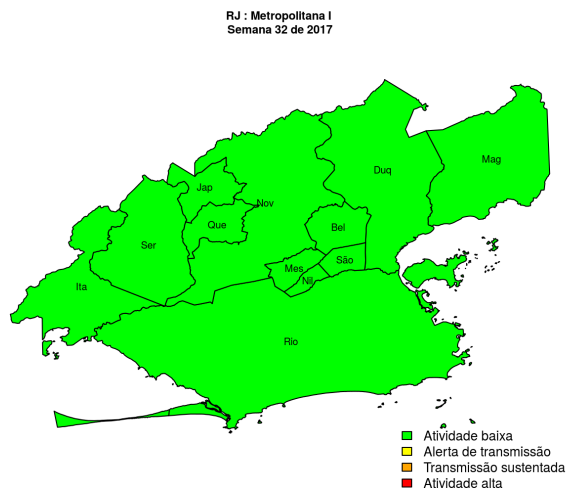 RJ : Metropolitana I
Semana 32 de 2017
Mag
Duq
Jap
Nov
Que
Bel
Ser
São
Mes
Nil
Ita
Rio
Atividade baixa
Alerta de transmissão
Transmissão sustentada
Atividade alta